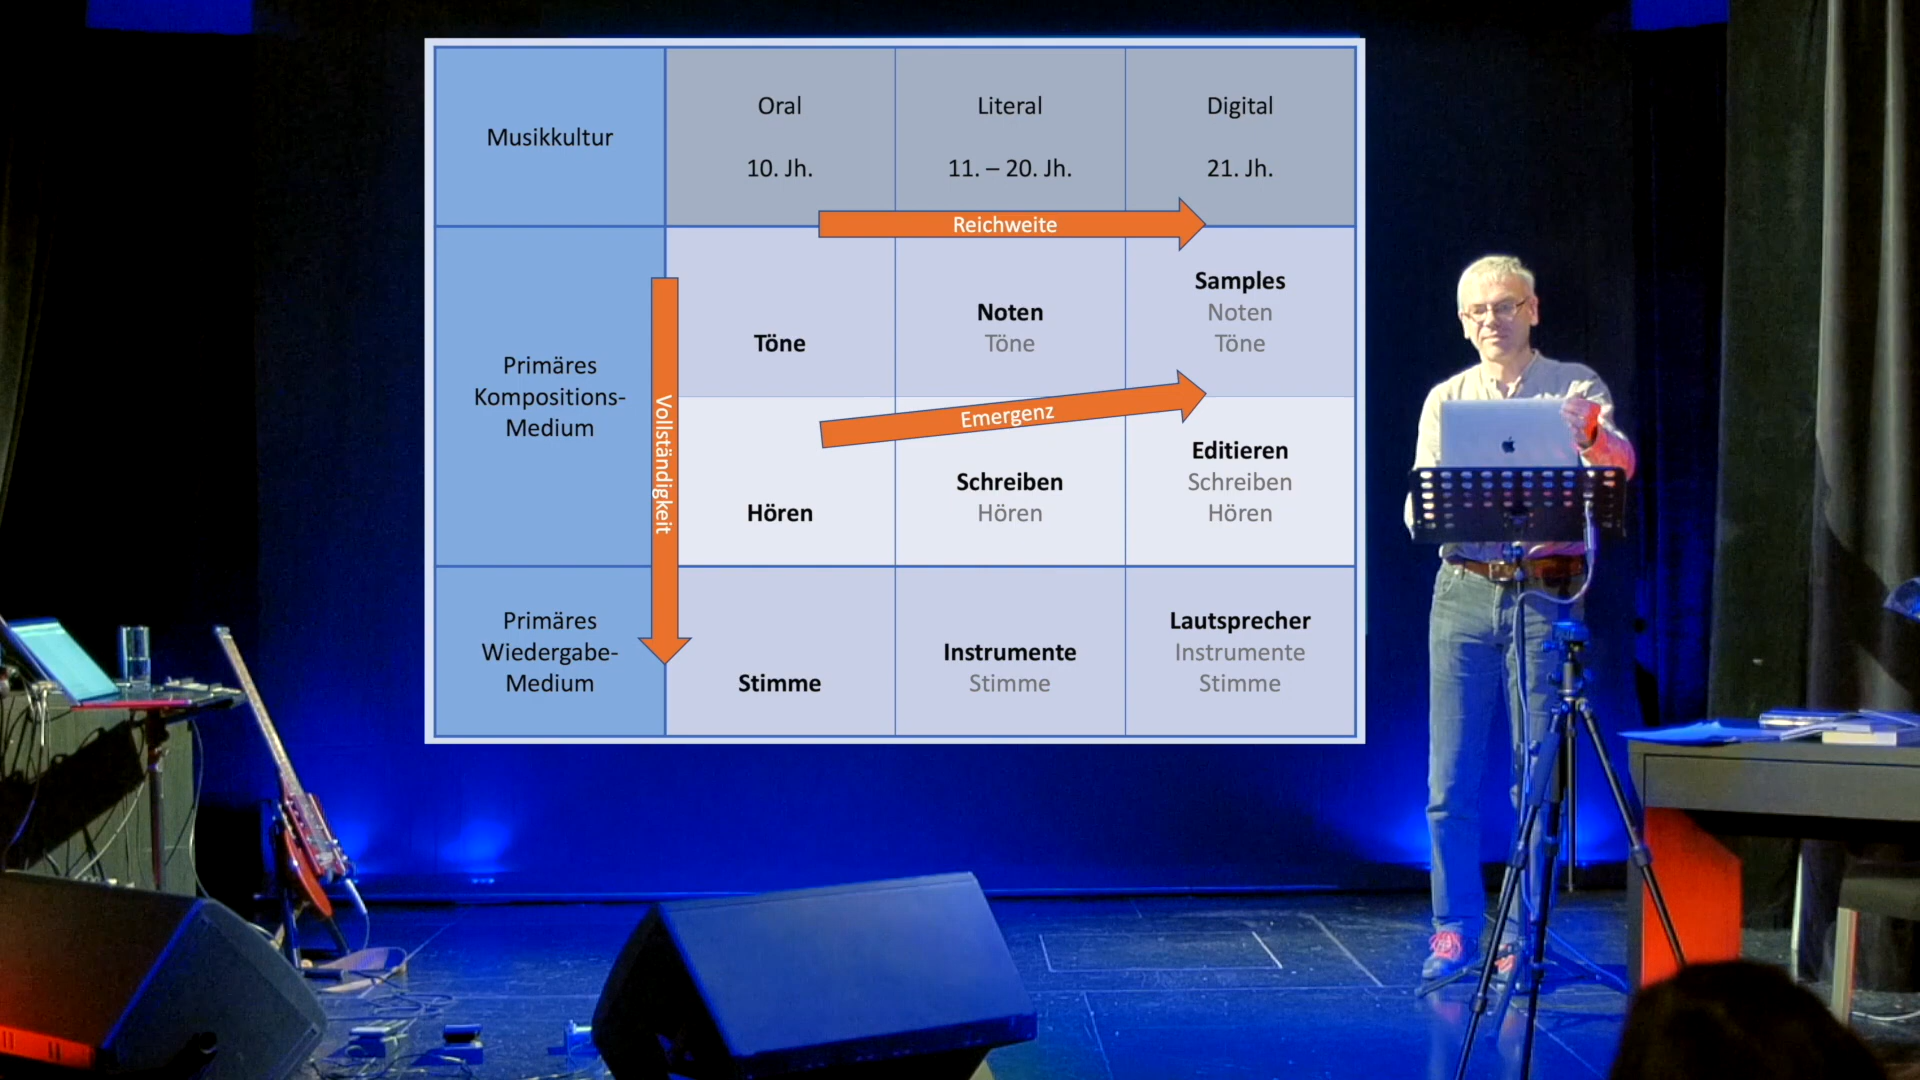 Musikkultur
Oral
10. Jh.
Literal
11. – 20. Jh.
Digital
21. Jh.
Reichweite
Primäres
Kompositions-
Medium
Vollständigkeit
Töne
Noten
Töne
Samples
Noten
Töne
Emergenz
Hören
Schreiben
Hören
Editieren
Schreiben
Hören
Primäres
Wiedergabe-
Medium
Stimme
Instrumente
Stimme
Lautsprecher
Instrumente
Stimme